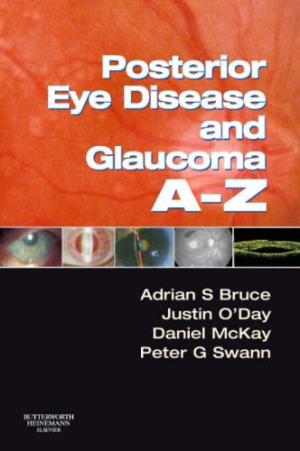 Posterior
Eye Disease
and
Glaucoma
A-Z
Adrian S Bruce
Justin O'Day
Daniel McKay
Peter G Swann
BUTTERWORTH
HEINEMANN
ELSEVIER